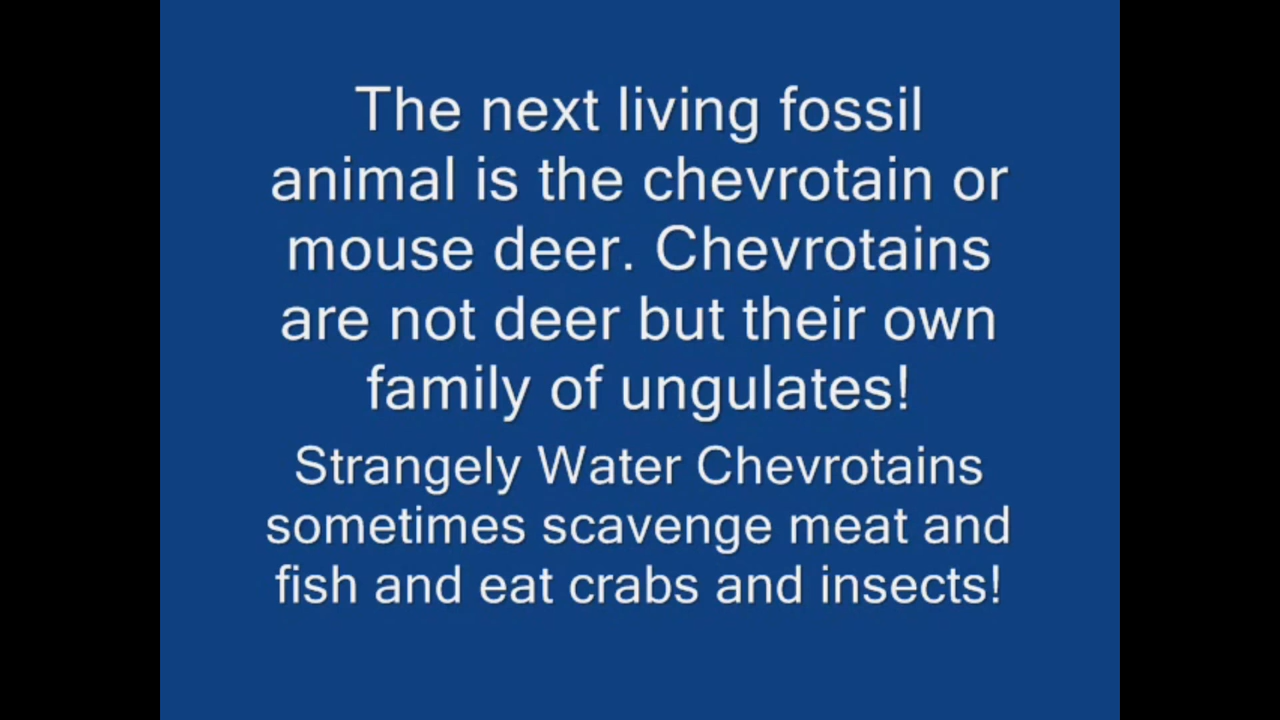 The next living fossil
animal is the chevrotain or
mouse deer. Chevrotains
are not deer but their own
family of ungulates!
Strangely Water Chevrotains
sometimes scavenge meat and
fish and eat crabs and insects!